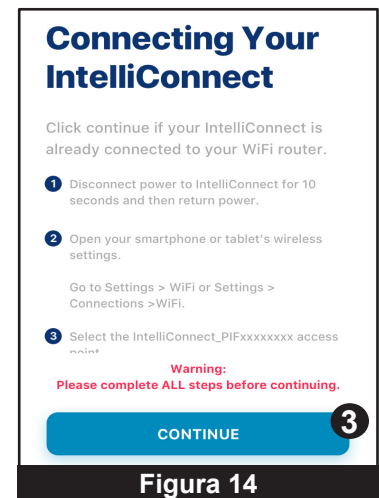 Connecting Your
IntelliConnect
Click continue if your IntelliConnect is
already connected to your WiFi router.
1 Disconnect power to IntelliConnect for 10
seconds and then return power.
2 Open your smartphone or tablet's wireless
settings.
Go to Settings > WiFi or Settings >
Connections >WiFi.
3 Select the IntelliConnect_PIFxxxxxxxx access
point
Warning:
Please complete ALL steps before continuing.
CONTINUE
3
Figura 14